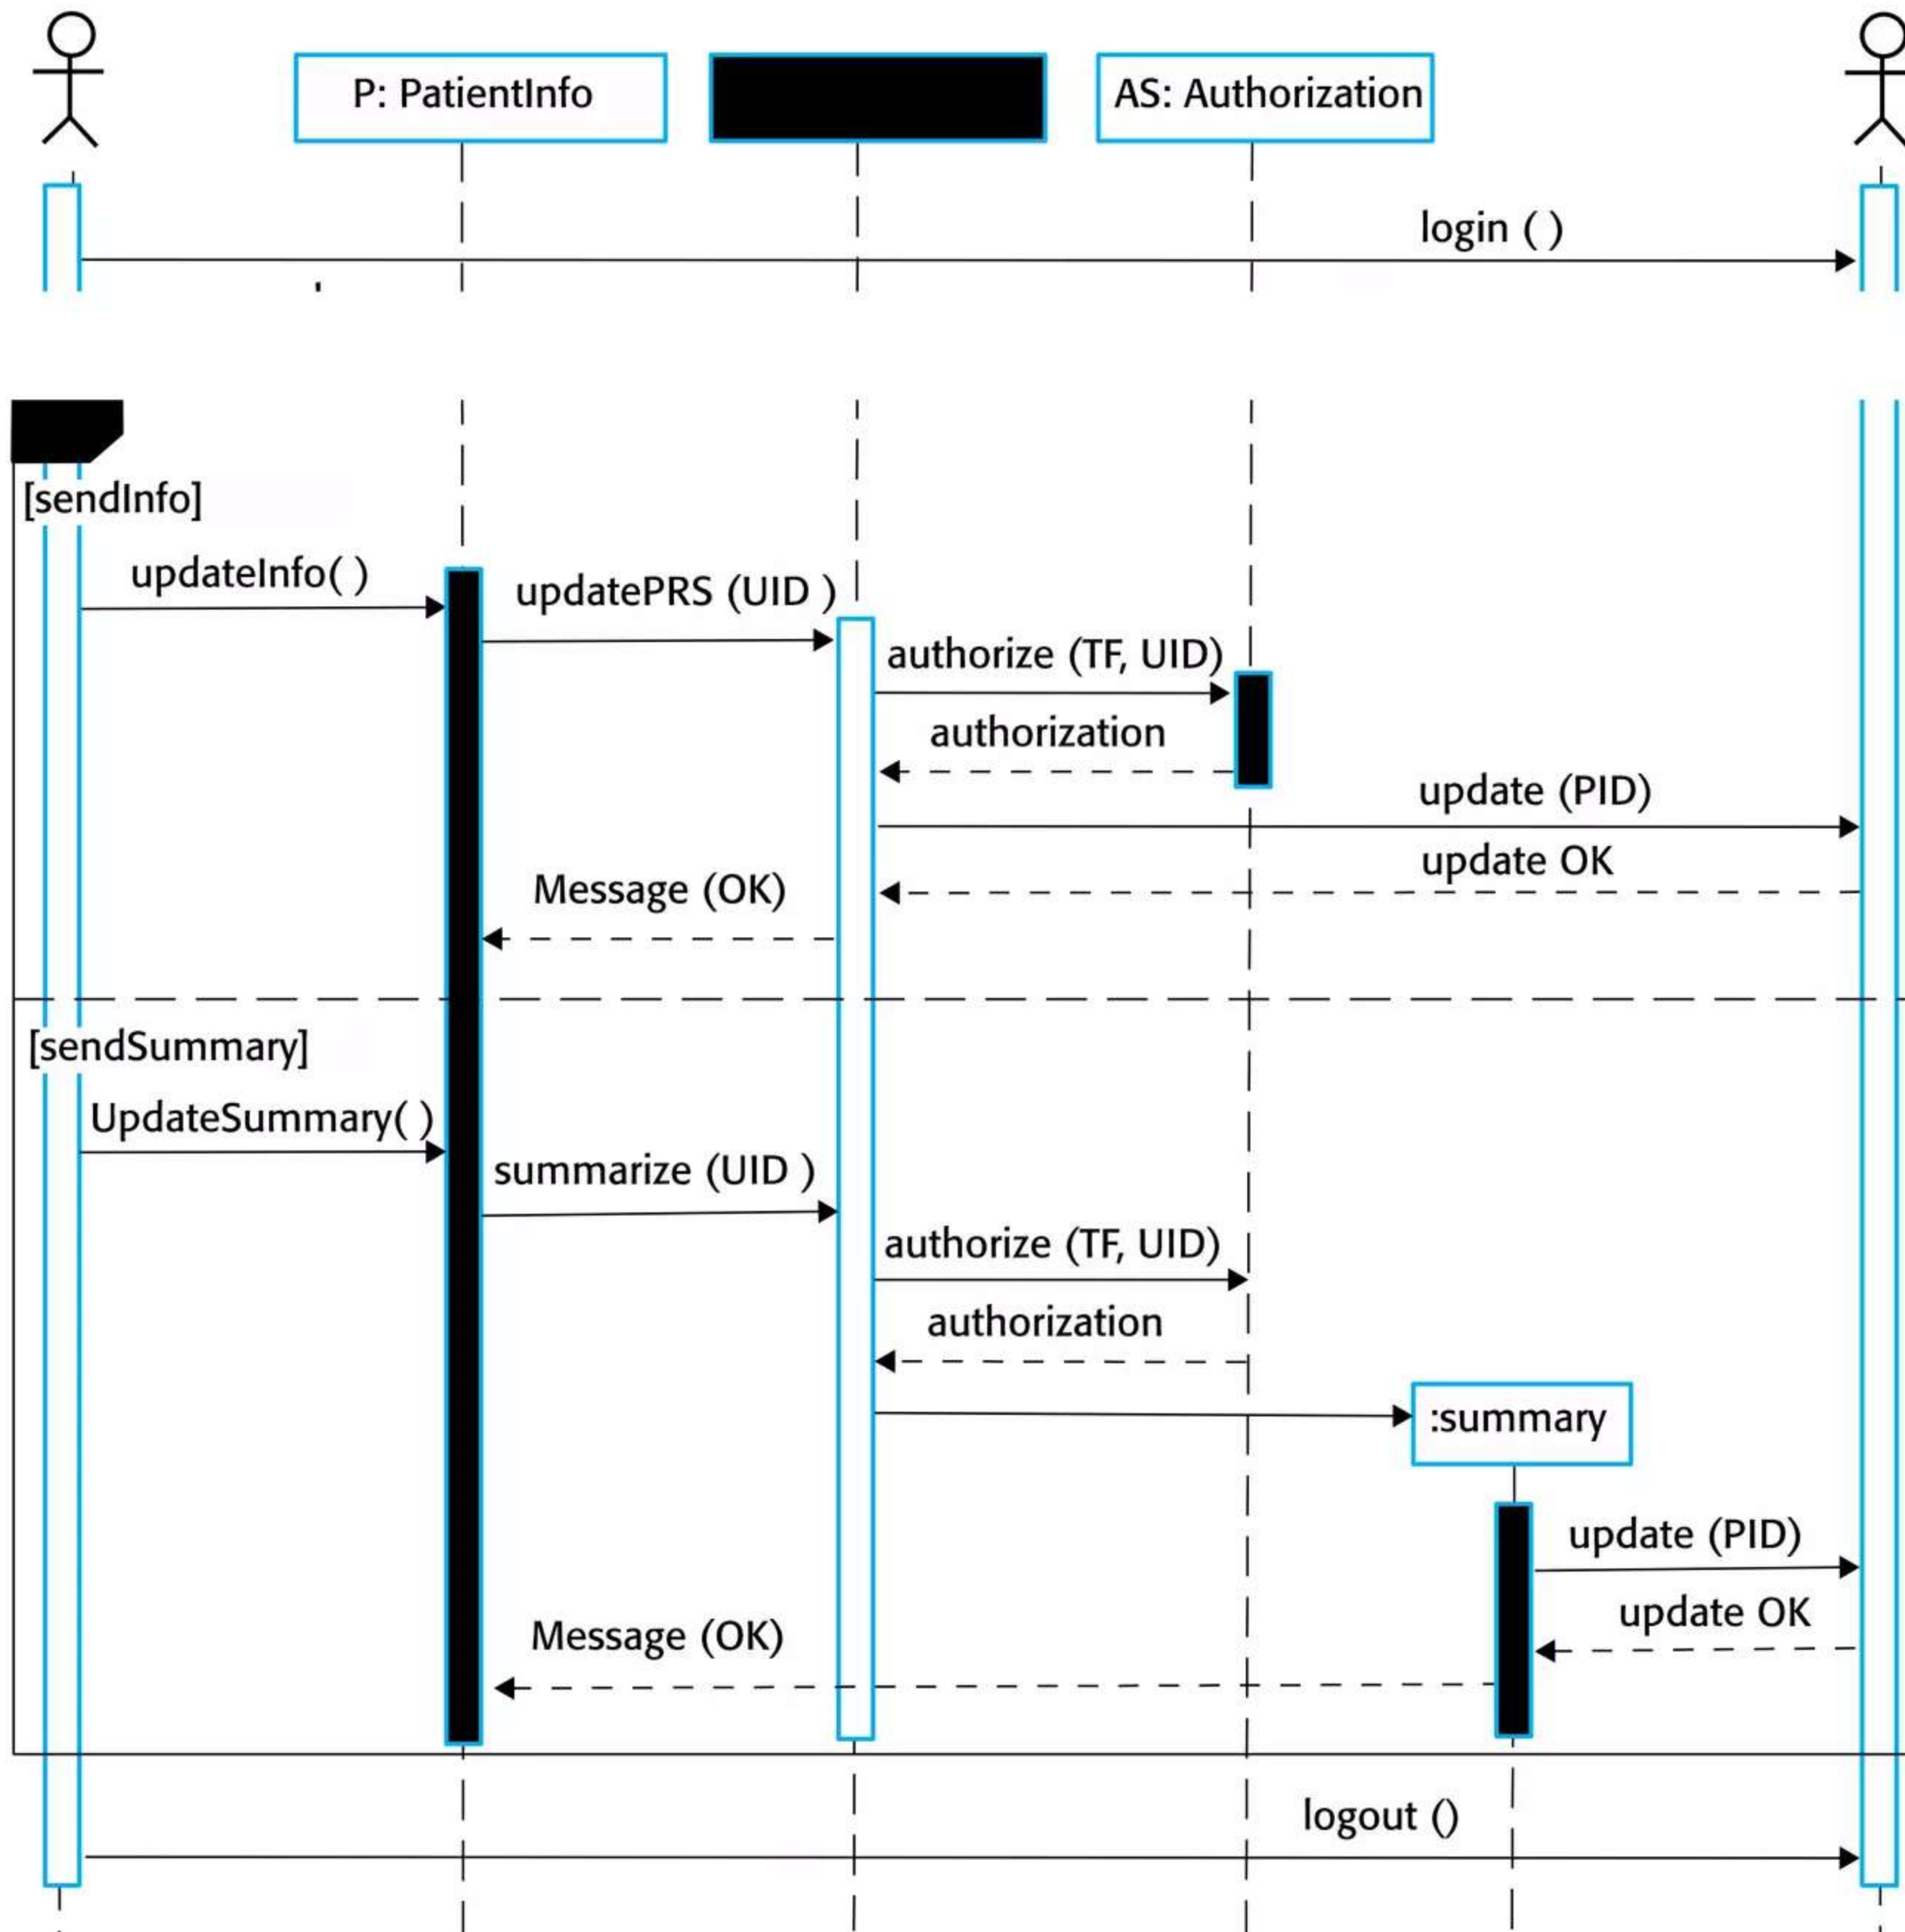 P: PatientInfo
AS: Authorization
login ( )
[sendInfo]
updateInfo( )
updatePRS (UID )
authorize (TF, UID)
authorization
update (PID)
update OK
Message (OK)
[sendSummary]
UpdateSummary( )
summarize (UID )
authorize (TF, UID)
authorization
:summary
update (PID)
update OK
Message (OK)
logout ()